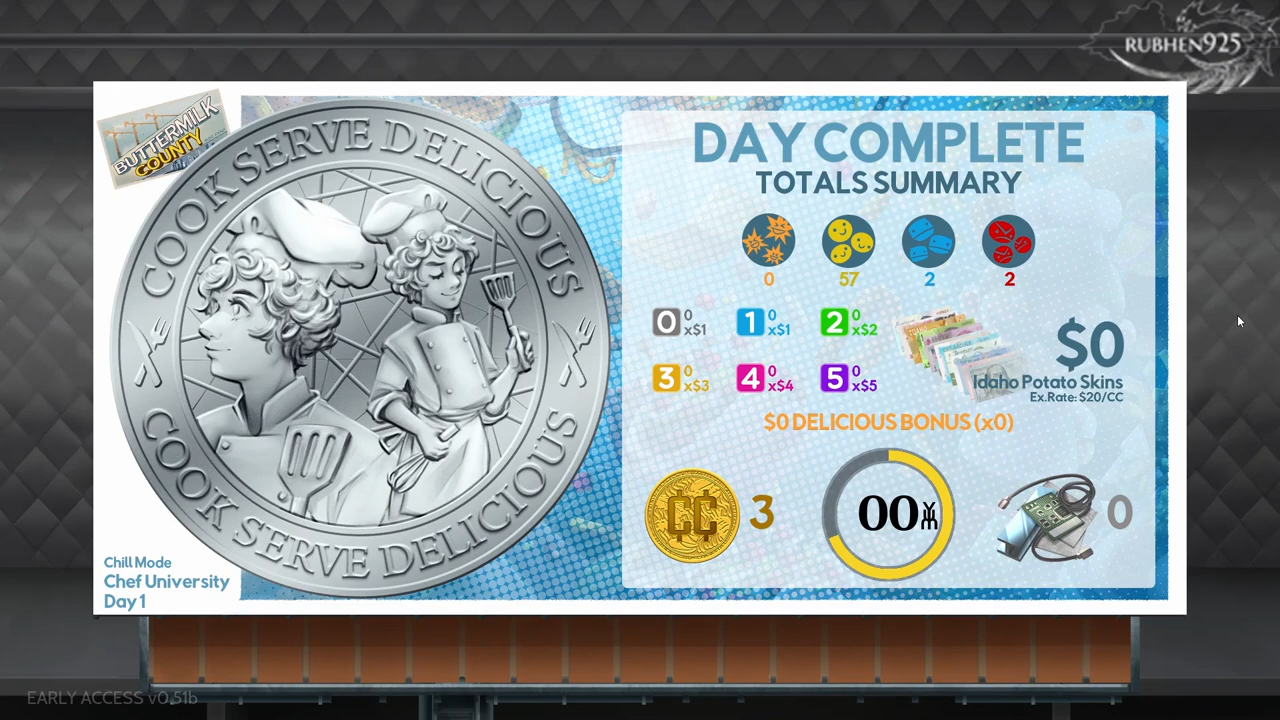 RUBHEN925
BUTTERMILK
COUNTY
COOK SERVE DELICIOUS
COOK SERVE DELICIOUS
DAY COMPLETE
TOTALS SUMMARY
0 57 2 2
0 0 x$1 1 0 x$1 2 0 x$2
3 0 x$3 4 0 x$4 5 0 x$5
$0
Idaho Potato Skins
Ex.Rate: $20/CC
$0 DELICIOUS BONUS (x0)
CC 3 00 0
Chill Mode
Chef University
Day 1
EARLY ACCESS v0.51b